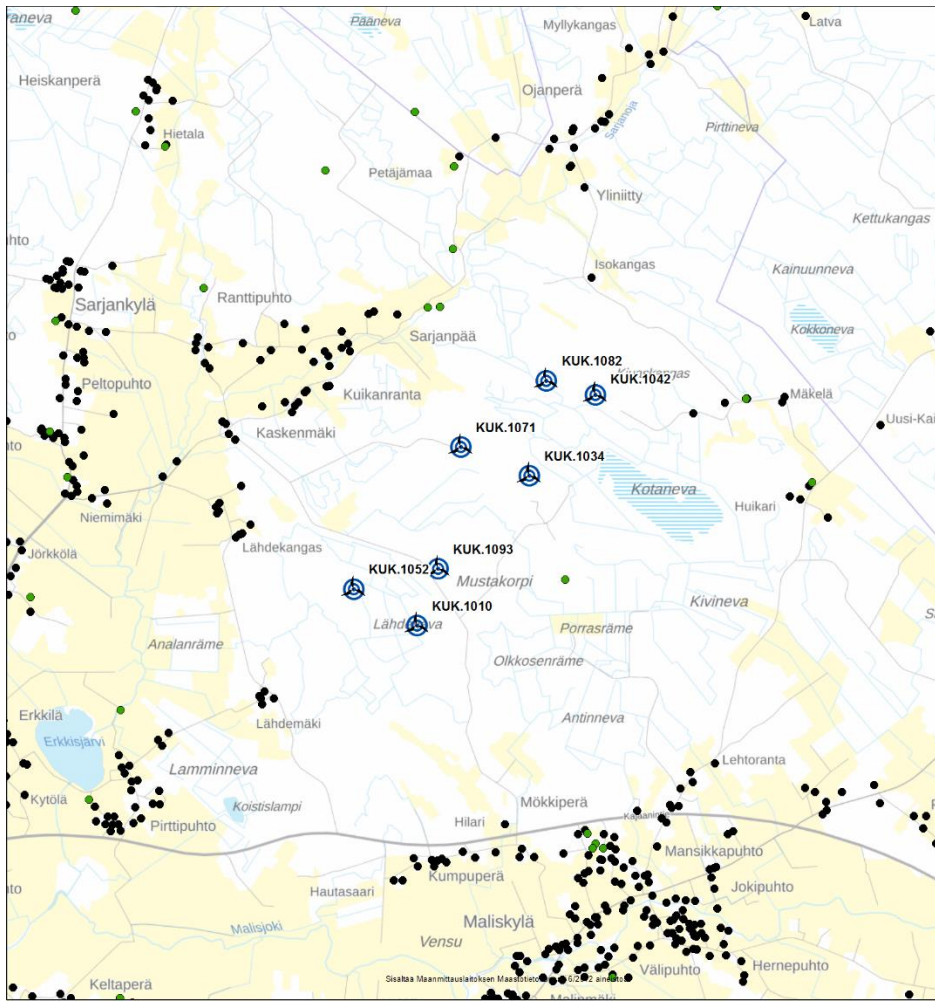 Pääneva
Myllykangas
Latva
Heiskanperä
Ojanperä
Sarjanoja
Pirttineva
Hietala
Petäjämaa
Yliniitty
Kettukangas
Isokangas
Kainuunneva
Sarjankylä
Ranttipuhto
Kokkoneva
Sarjanpää
KUK.1082
KUK.1042
Peltopuhto
Kuikanranta
Mäkelä
Kaskenmäki
KUK.1071
KUK.1034
Kotaneva
Huikari
Niemimäki
Jörkkölä
Lähdekangas
KUK.1093
KUK.1052
Mustakorpi
KUK.1010
Kivineva
Porrasräme
Analanräme
Olkkosenräme
Erkkilä
Lähdemäki
Antinneva
Erkkisjärvi
Lamminneva
Lehtoranta
Kytölä
Koistislampi
Mökkiperä
Hilari
Pirttipuhto
Mansikkapuhto
Kumpuperä
Jokipuhto
Hautasaari
Maliskylä
Malisjoki
Vensu
Välipuhto
Hernepuhto
Keltaperä
Sisältää Maanmittauslaitoksen